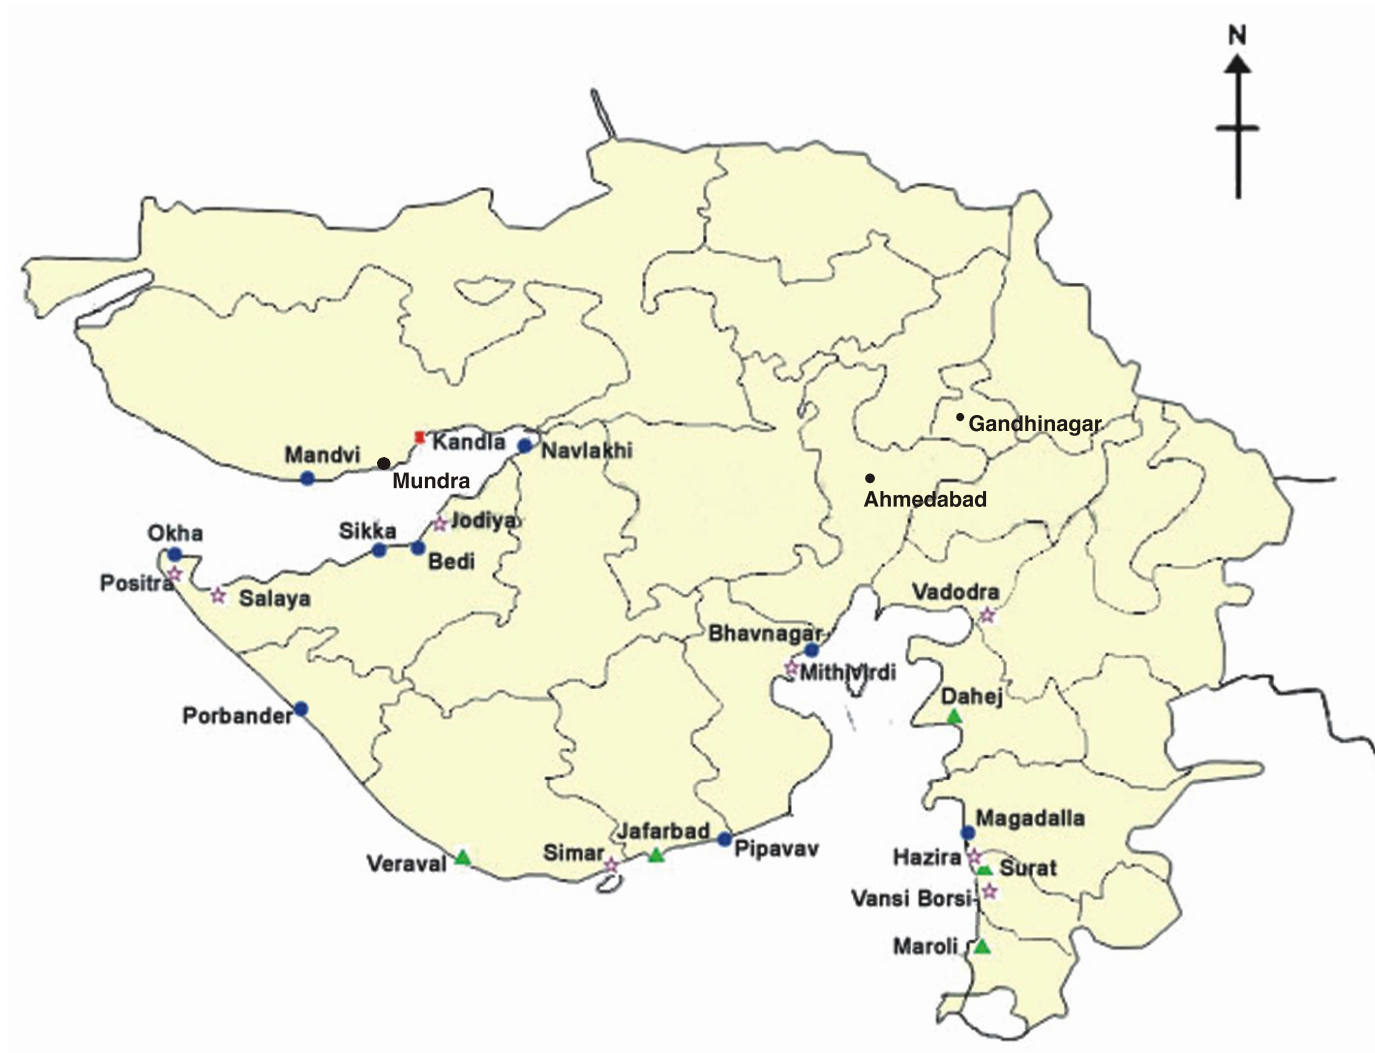 N
Gandhinagar
Kandla
Navlakhi
Mandvi
Mundra
Ahmedabad
Jodiya
Sikka
Okha
Bedi
Positra
Salaya
Vadodra
Bhavnagar
Mithivirdi
Dahej
Porbander
Magadalla
Jafarbad
Pipavav
Simar
Hazira
Veraval
Surat
Vansi Borsi
Maroli